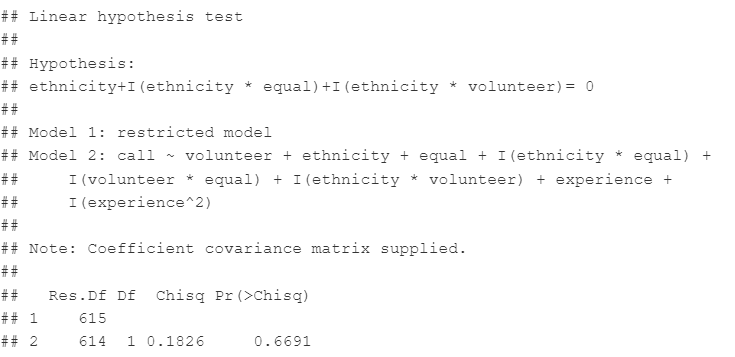 ## Linear hypothesis test
##
## Hypothesis:
## ethnicity+I(ethnicity * equal)+I(ethnicity * volunteer)= 0
##
## Model 1: restricted model
## Model 2: call ~ volunteer + ethnicity + equal + I(ethnicity * equal) +
##     I(volunteer * equal) + I(ethnicity * volunteer) + experience +
##     I(experience^2)
##
## Note: Coefficient covariance matrix supplied.
##
##   Res.Df Df  Chisq Pr(>Chisq)
## 1    615
## 2    614  1 0.1826     0.6691